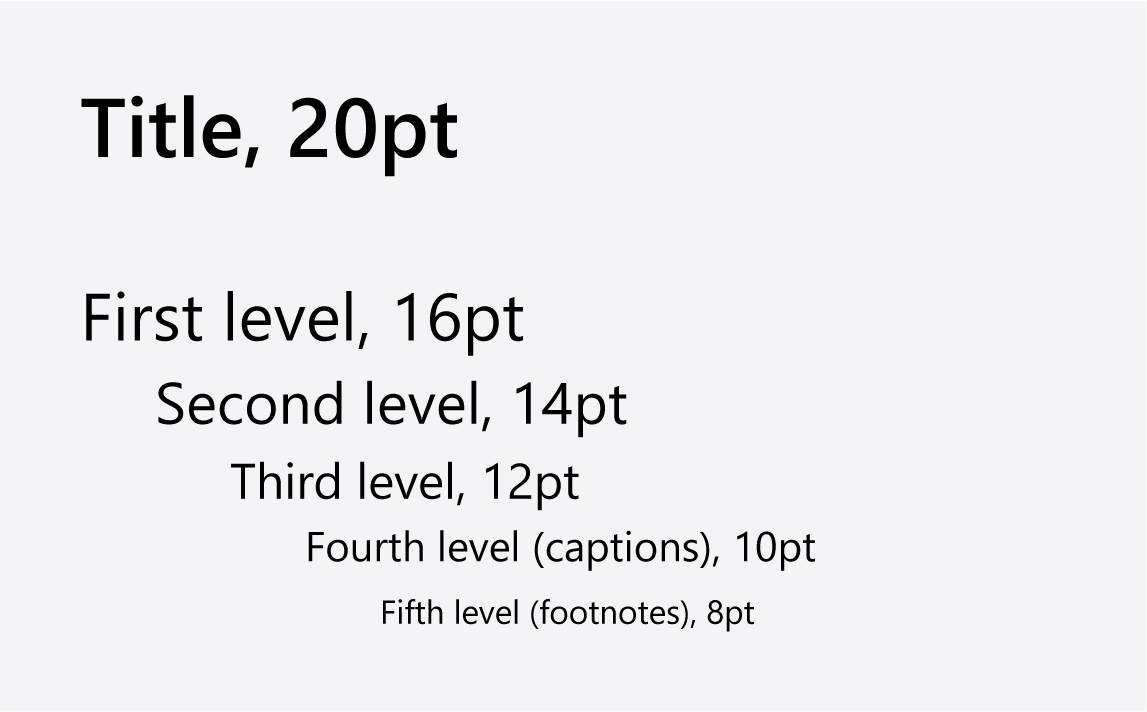 Title, 20pt
First level, 16pt
Second level, 14pt
Third level, 12pt
Fourth level (captions), 10pt
Fifth level (footnotes), 8pt